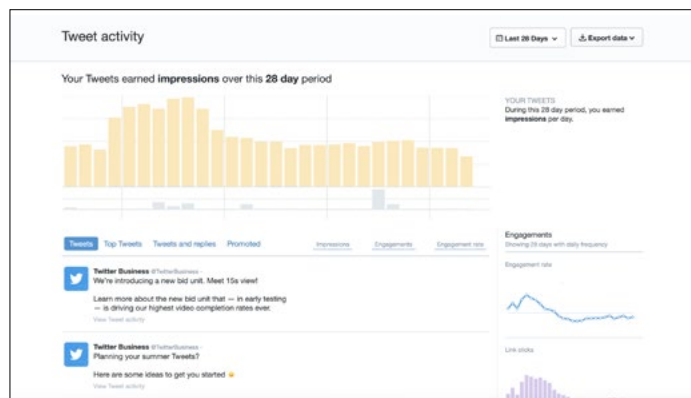 Tweet activity
Last 28 Days
Export data
Your Tweets earned impressions over this 28 day period
YOUR TWEETS
During this 28 day period, you earned
impressions per day.
Tweets Top Tweets Tweets and replies Promoted Impressions Engagements Engagement rate
Twitter Business @TwitterBusiness ·
We're introducing a new bid unit. Meet 15s view!
Learn more about the new bid unit that — in early testing
— is driving our highest video completion rates ever.
View Tweet activity
Twitter Business @TwitterBusiness ·
Planning your summer Tweets?
Here are some ideas to get you started
View Tweet activity
Engagements
Showing 28 days with daily frequency
Engagement rate
Link clicks